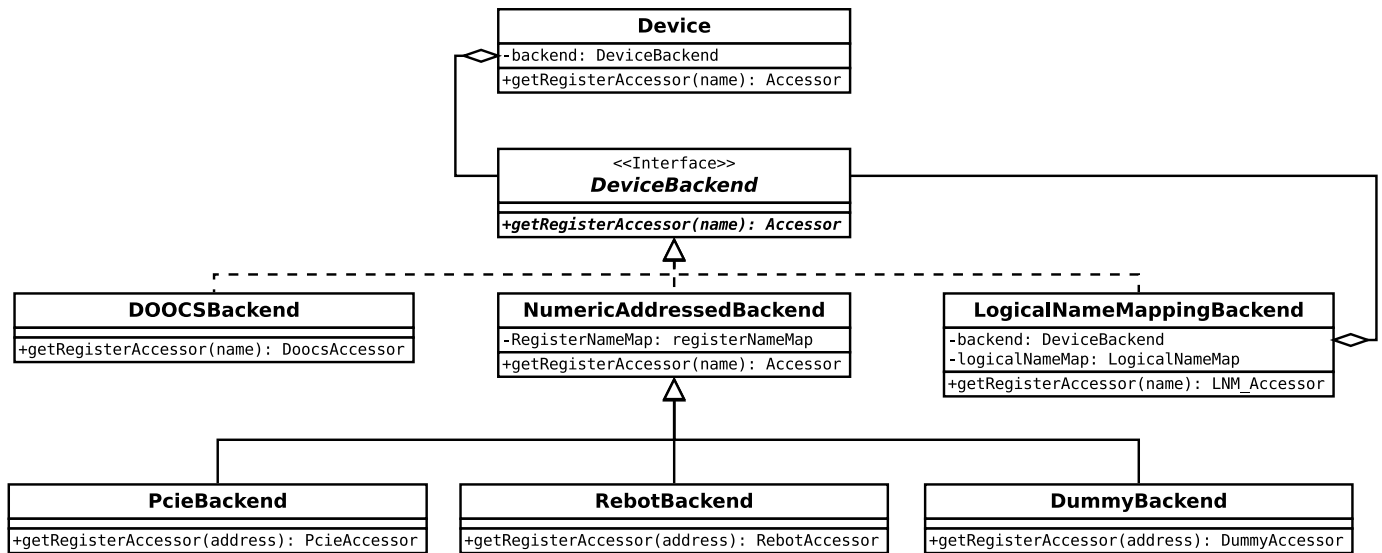 Device
-backend: DeviceBackend
+getRegisterAccessor(name): Accessor
<<Interface>>
DeviceBackend
+getRegisterAccessor(name): Accessor
DOOCSBackend
+getRegisterAccessor(name): DoocsAccessor
NumericAddressedBackend
-RegisterNameMap: registerNameMap
+getRegisterAccessor(name): Accessor
LogicalNameMappingBackend
-backend: DeviceBackend
-logicalNameMap: LogicalNameMap
+getRegisterAccessor(name): LNM_Accessor
PcieBackend
+getRegisterAccessor(address): PcieAccessor
RebotBackend
+getRegisterAccessor(address): RebotAccessor
DummyBackend
+getRegisterAccessor(address): DummyAccessor